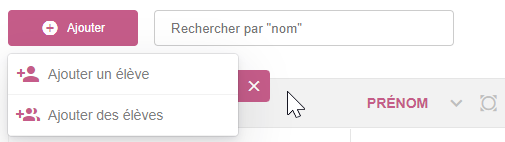 Ajouter
Rechercher par "nom"
Ajouter un élève
Ajouter des élèves
PRÉNOM